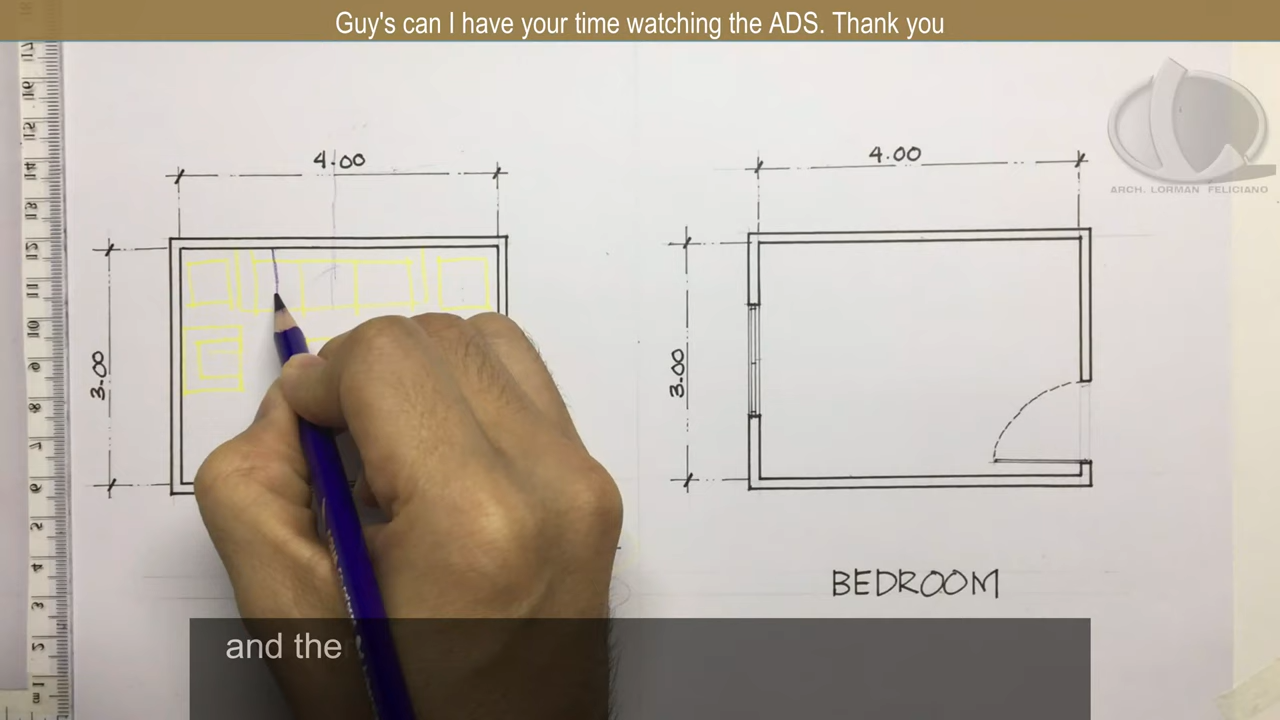 Guy's can I have your time watching the ADS. Thank you
ARCH. LORMAN FELICIANO
4.00
4.00
3.00
3.00
BEDROOM
and the